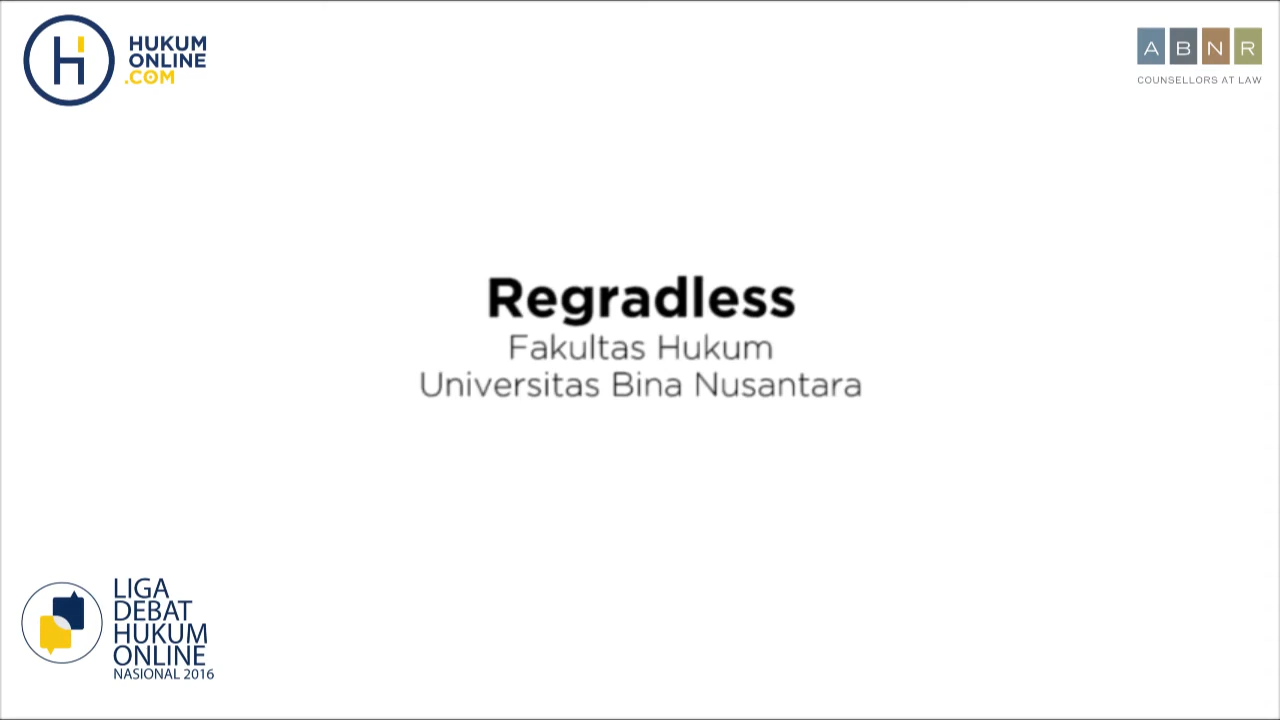 HUKUM
ONLINE
.COM
A B N R
COUNSELLORS AT LAW
Regradless
Fakultas Hukum
Universitas Bina Nusantara
LIGA
DEBAT
HUKUM
ONLINE
NASIONAL 2016